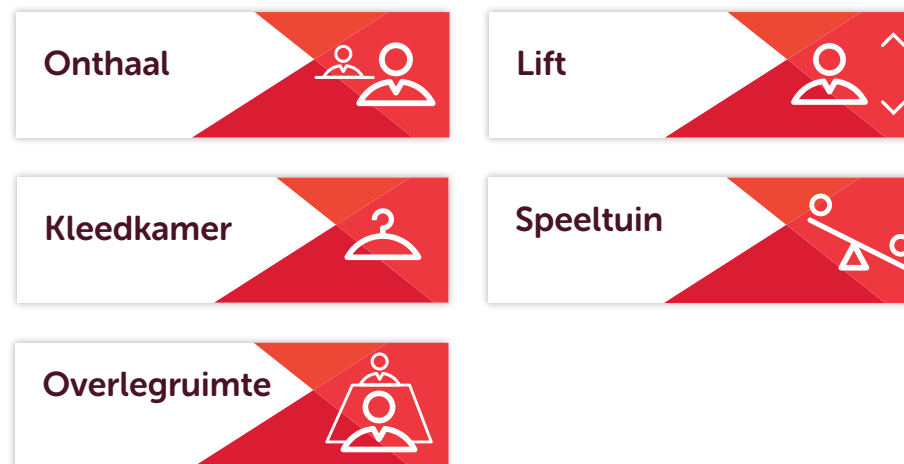 Onthaal
Lift
Kleedkamer
Speeltuin
Overlegruimte